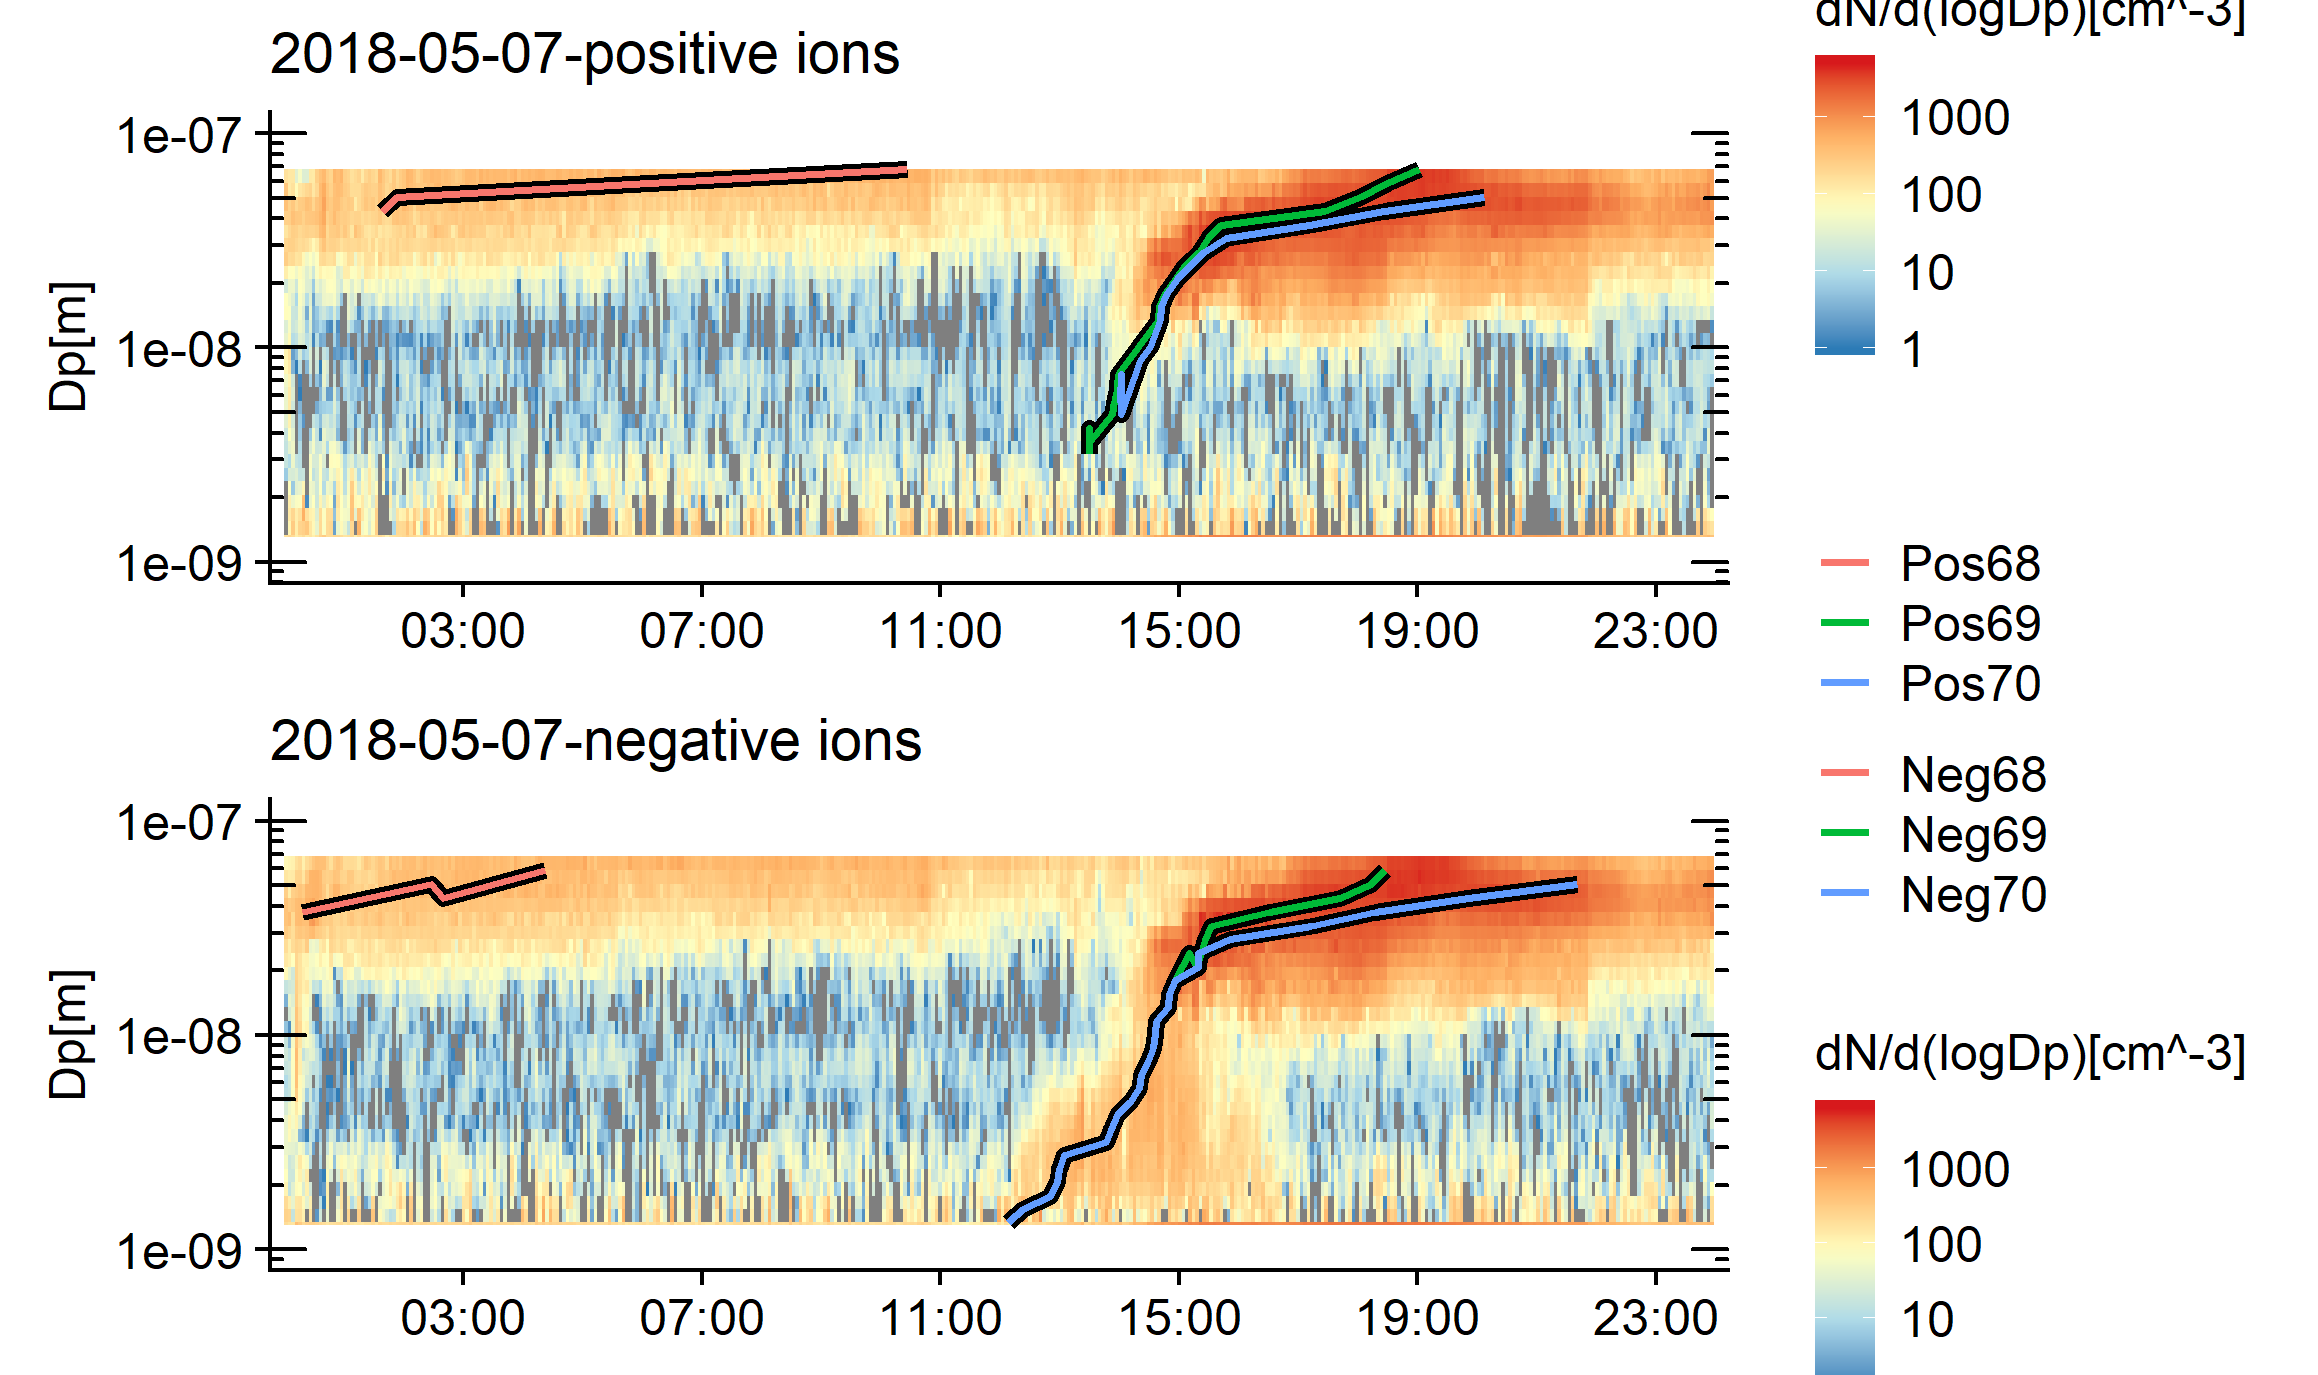 2018-05-07-positive ions
1e-07
1e-08
1e-09
Dp[m]
03:00 07:00 11:00 15:00 19:00 23:00
dN/d(logDp)[cm^-3]
1000
100
10
1
Pos68
Pos69
Pos70
2018-05-07-negative ions
1e-07
1e-08
1e-09
Dp[m]
03:00 07:00 11:00 15:00 19:00 23:00
Neg68
Neg69
Neg70
dN/d(logDp)[cm^-3]
1000
100
10